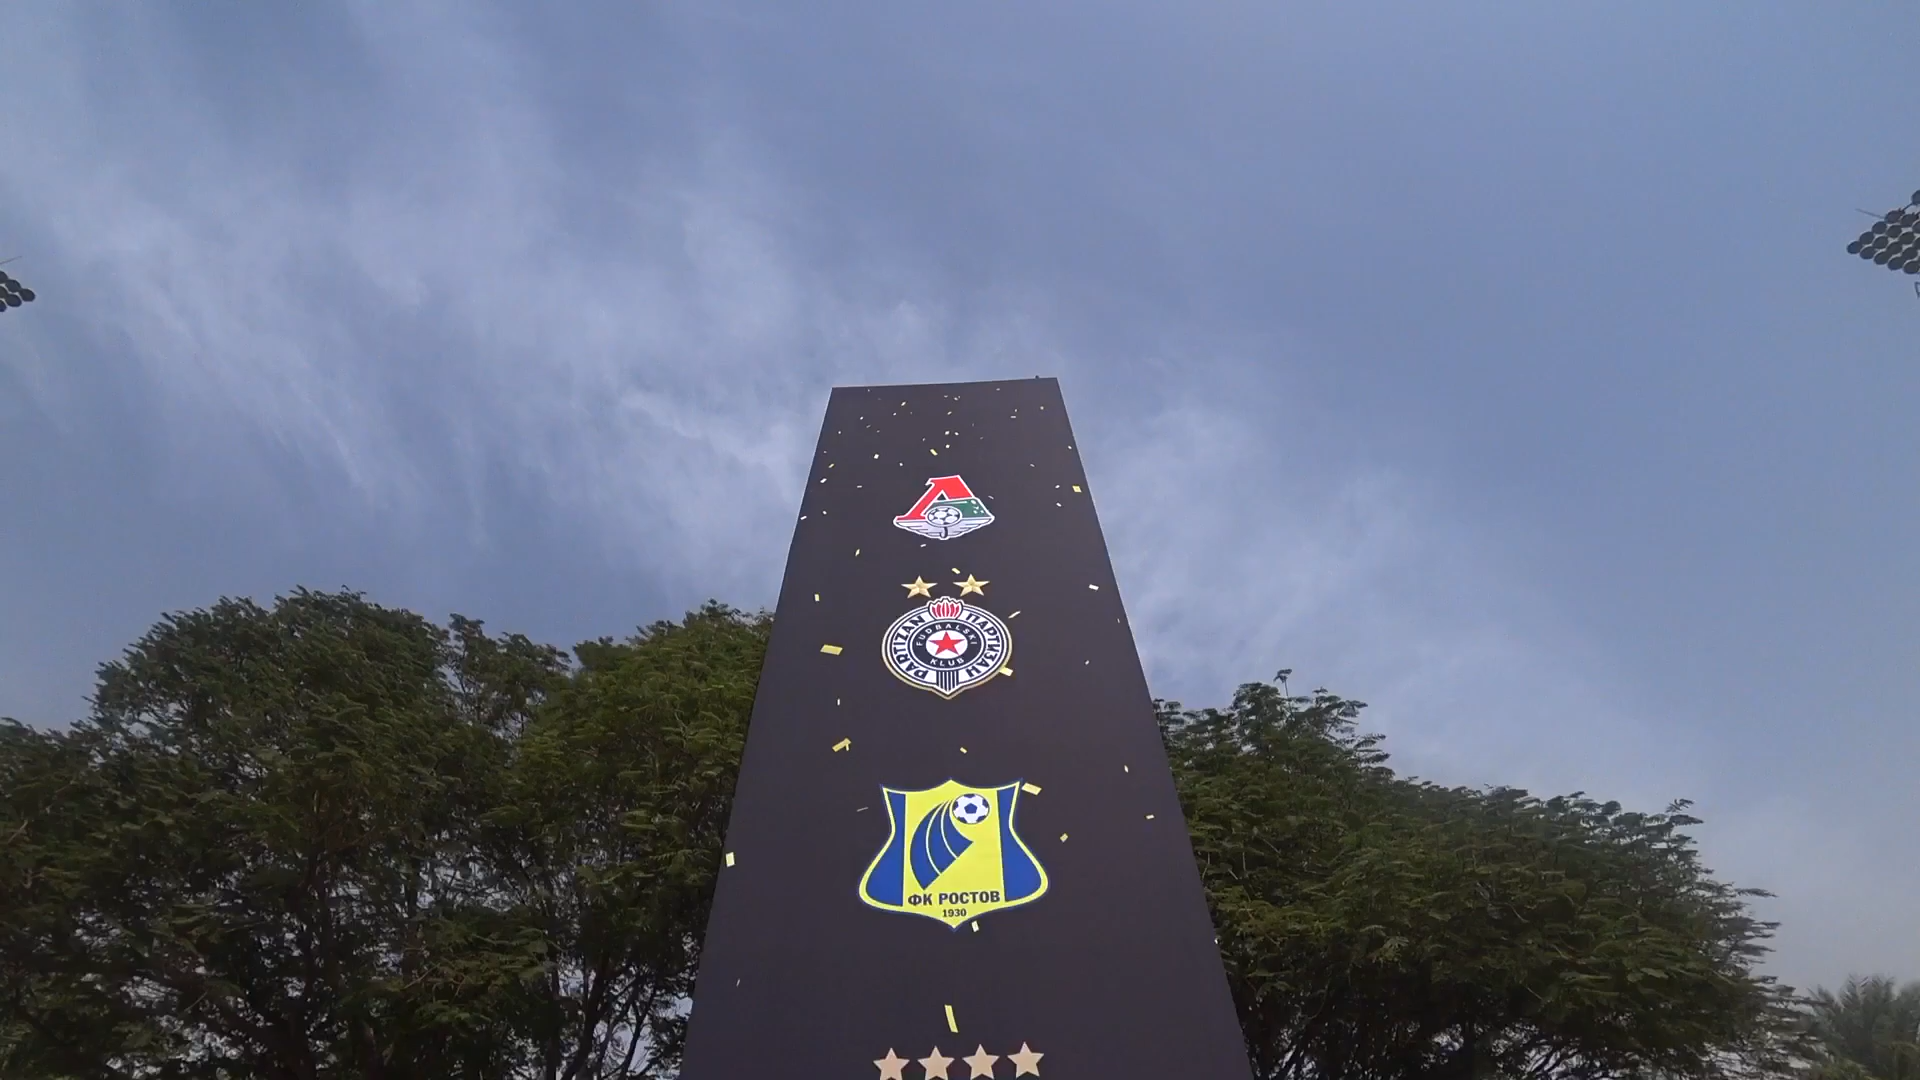 PARTIZAN ПАРТИЗАН
FUDBALSKI
KLUB
ФК РОСТОВ
1930